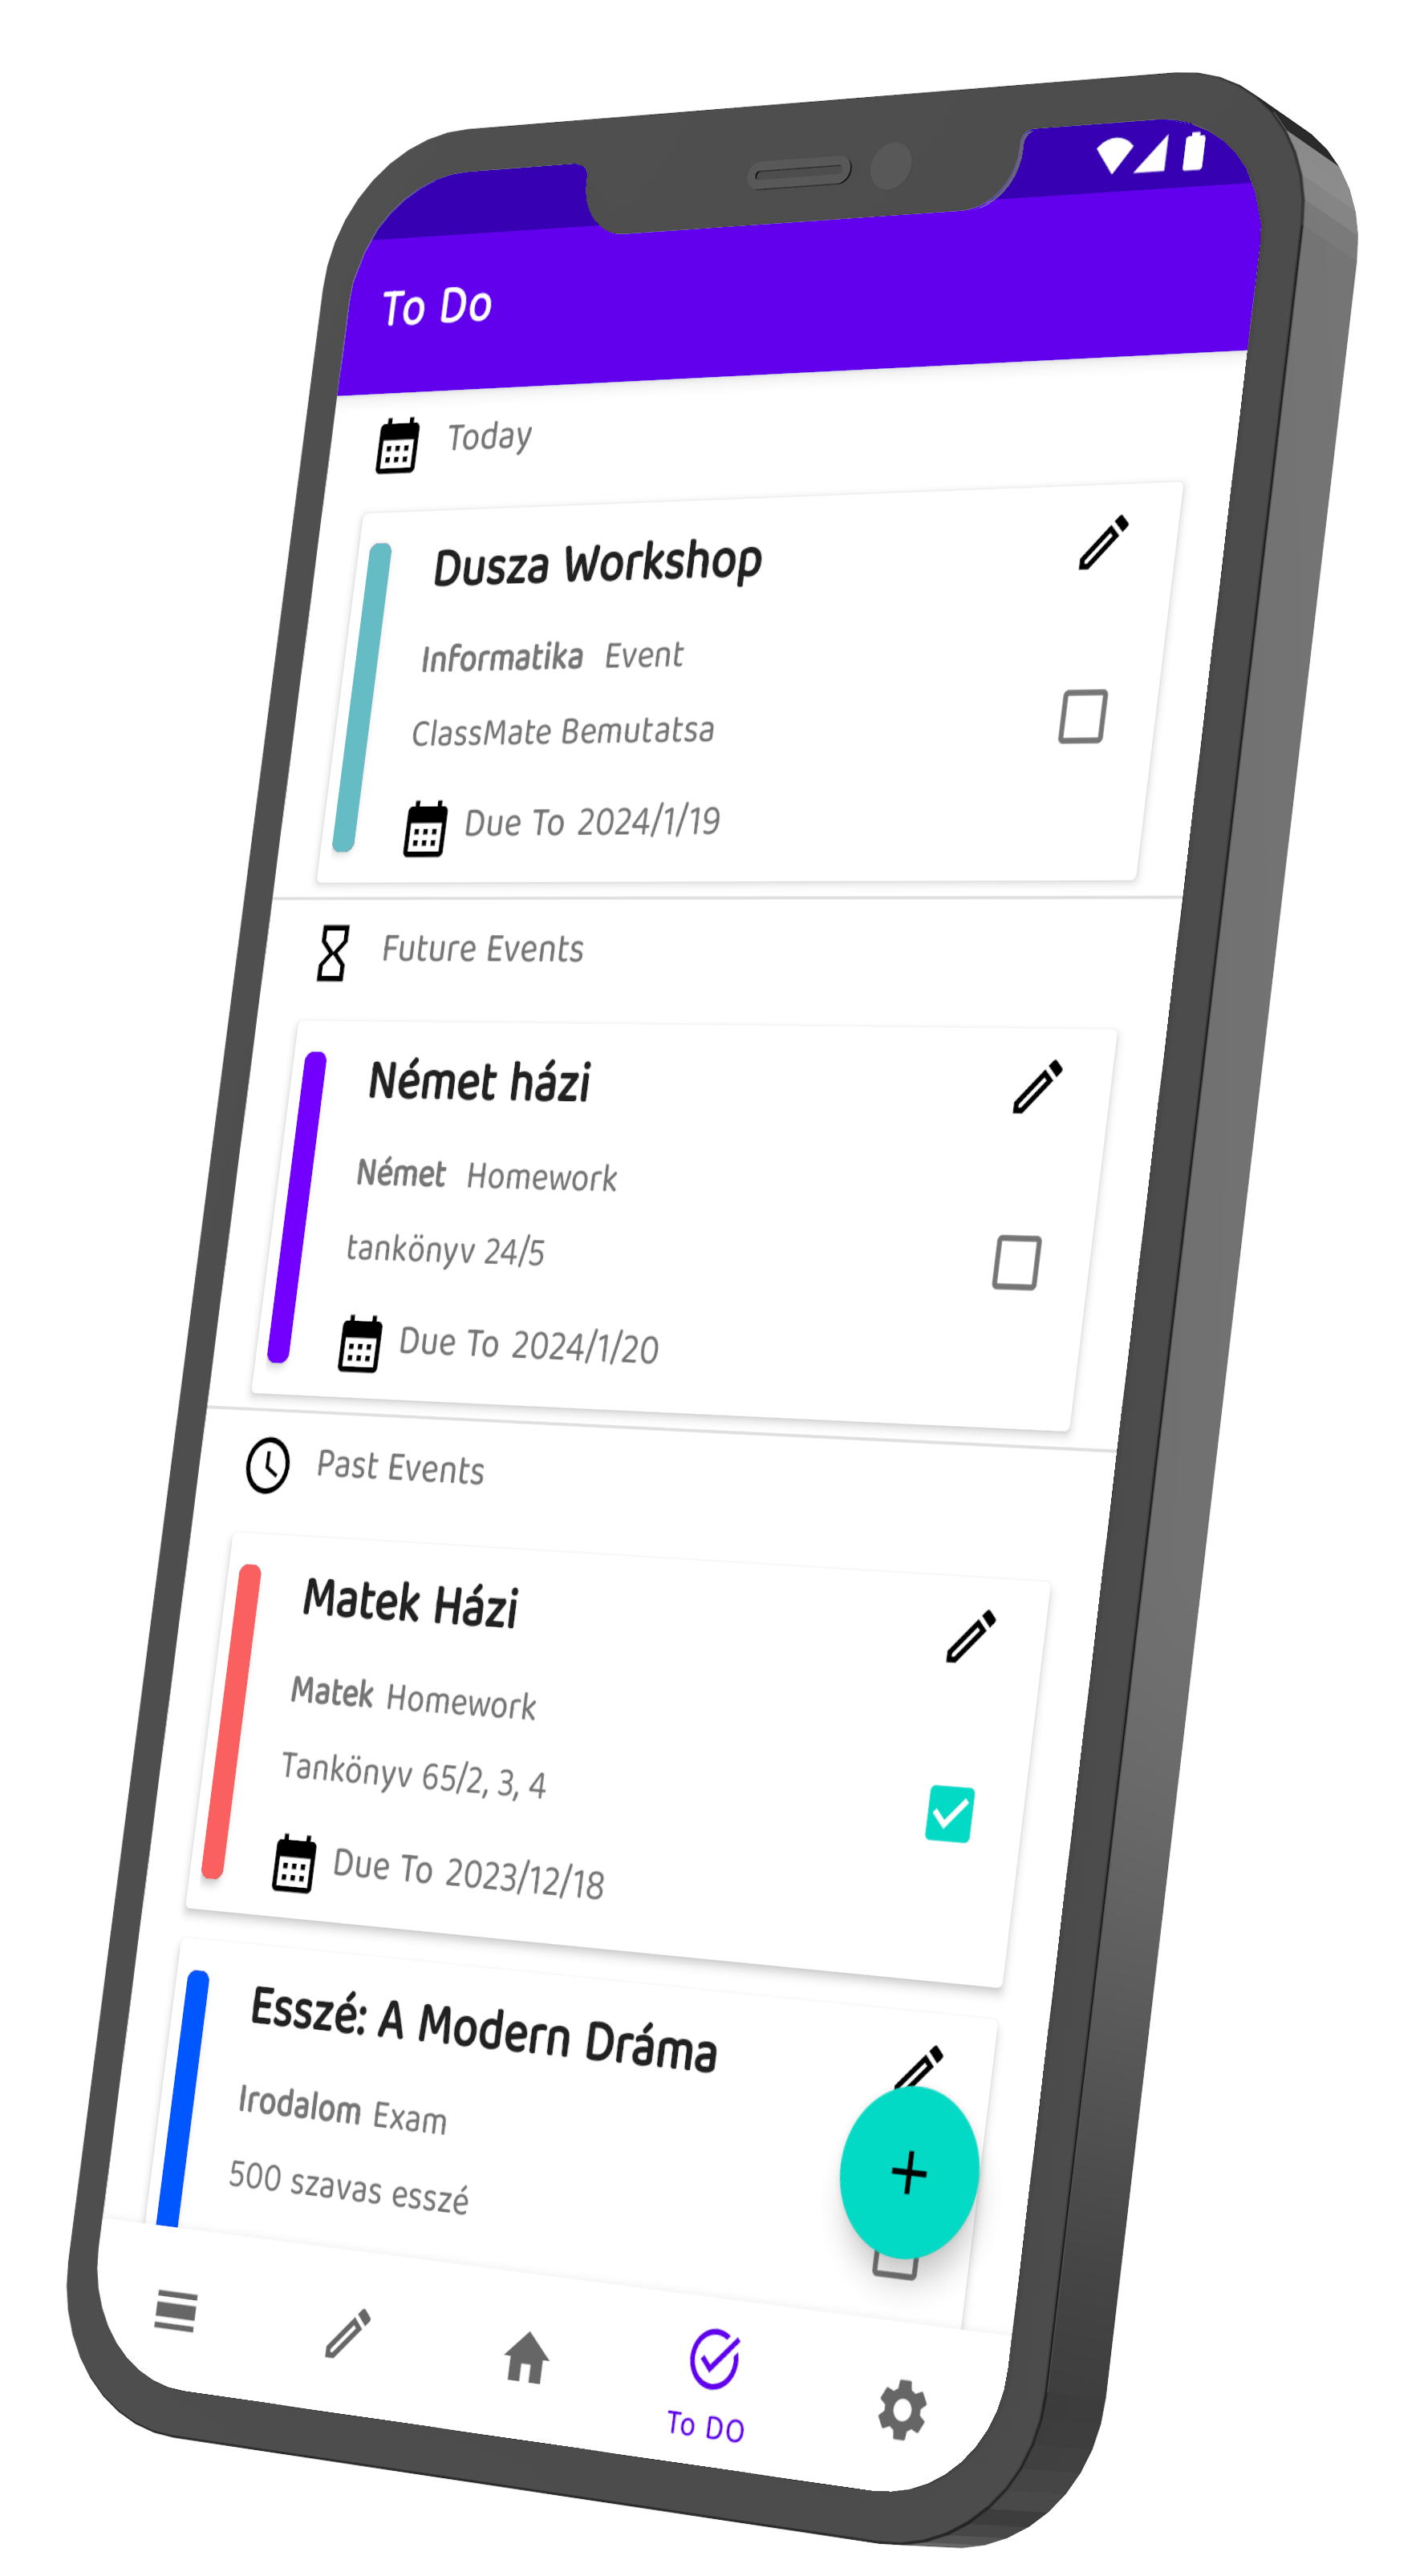 To Do
Today
Dusza Workshop
Informatika Event
ClassMate Bemutatsa
Due To 2024/1/19
Future Events
Német házi
Német Homework
tankönyv 24/5
Due To 2024/1/20
Past Events
Matek Házi
Matek Homework
Tankönyv 65/2, 3, 4
Due To 2023/12/18
Esszé: A Modern Dráma
Irodalom Exam
500 szavas esszé
To DO